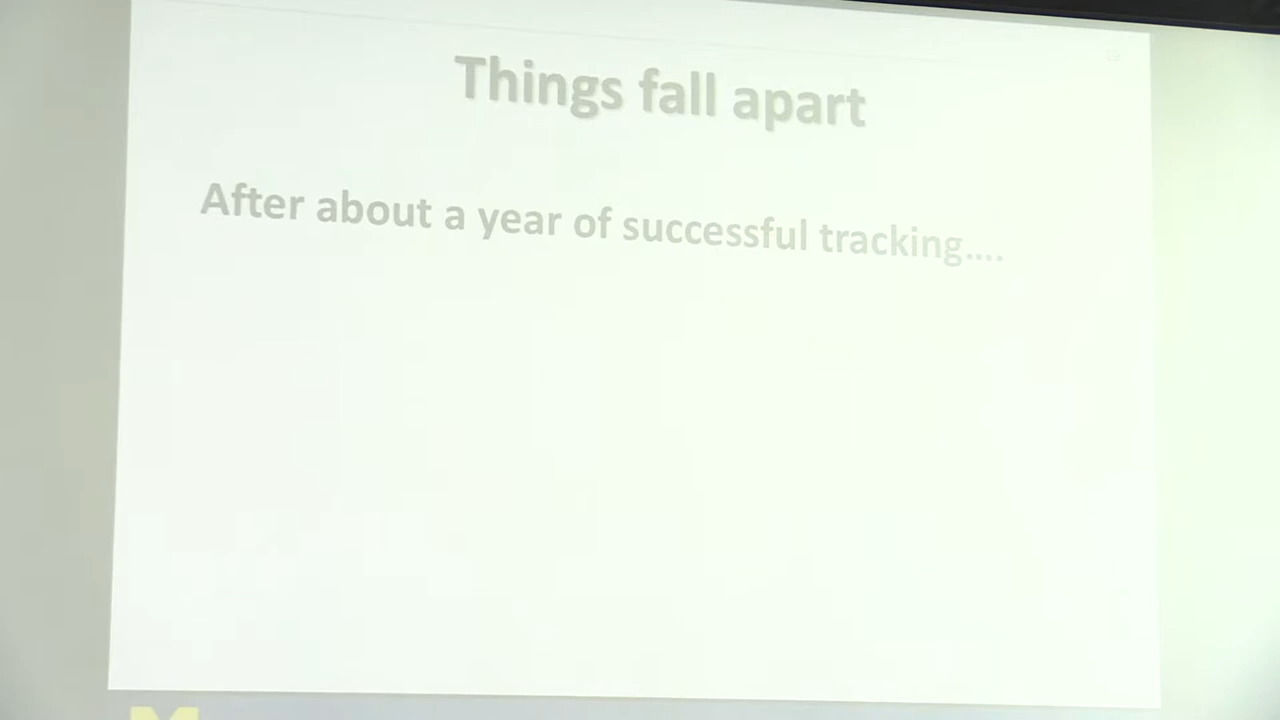 Things fall apart
After about a year of successful tracking....
M